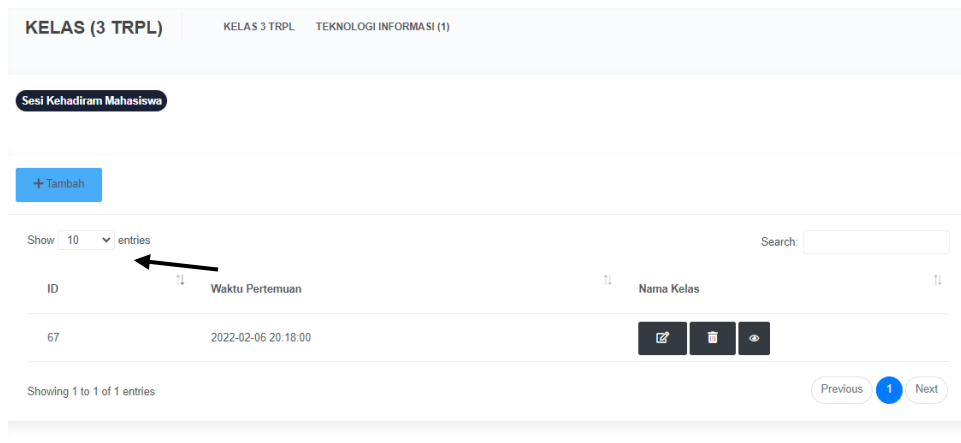 KELAS (3 TRPL) KELAS 3 TRPL TEKNOLOGI INFORMASI (1)
Sesi Kehadiram Mahasiswa
+ Tambah
Show 10 entries Search:
ID Waktu Pertemuan Nama Kelas
67 2022-02-06 20:18:00
Showing 1 to 1 of 1 entries Previous 1 Next